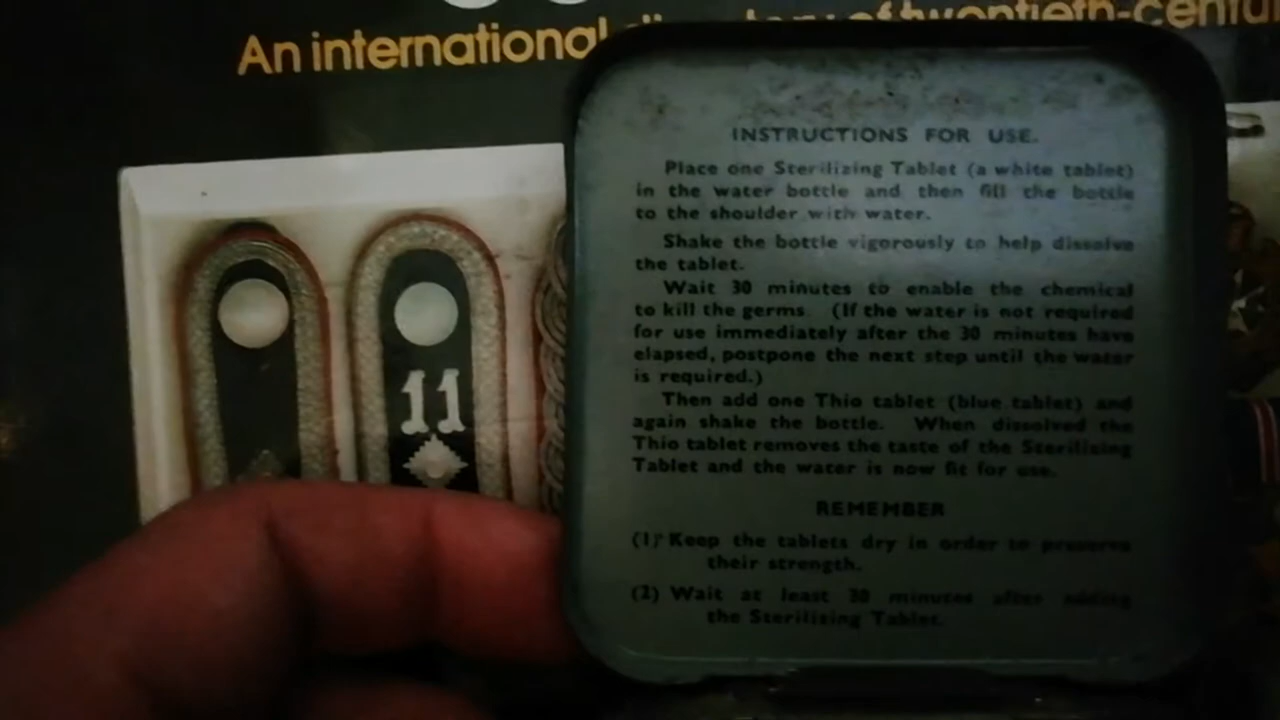 An international
of twentieth-centu
INSTRUCTIONS FOR USE.
Place one Sterilizing Tablet (a white tablet)
in the water bottle and then fill the bottle
to the shoulder with water.
Shake the bottle vigorously to help dissolve
the tablet.
Wait 30 minutes to enable the chemical
to kill the germs. (If the water is not required
for use immediately after the 30 minutes have
elapsed, postpone the next step until the water
is required.)
Then add one Thio tablet (blue tablet) and
again shake the bottle. When dissolved the
Thio tablet removes the taste of the Sterilizing
Tablet and the water is now fit for use.
REMEMBER
(1) Keep the tablets dry in order to preserve
their strength.
(2) Wait at least 30 minutes after adding
the Sterilizing Tablet.
11